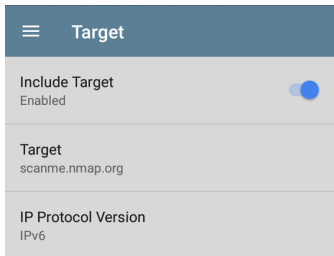 Target
Include Target
Enabled
Target
scanme.nmap.org
IP Protocol Version
IPv6